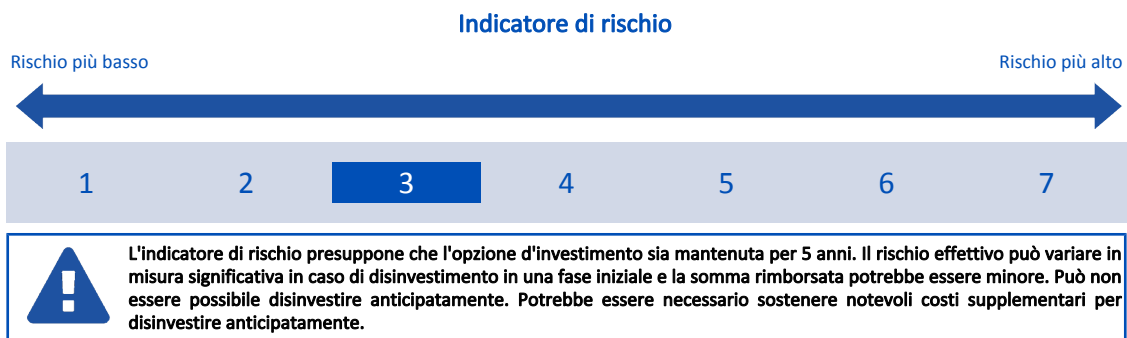 Indicatore di rischio
Rischio più basso Rischio più alto
1 2 3 4 5 6 7
L'indicatore di rischio presuppone che l'opzione d'investimento sia mantenuta per 5 anni. Il rischio effettivo può variare in
misura significativa in caso di disinvestimento in una fase iniziale e la somma rimborsata potrebbe essere minore. Può non
essere possibile disinvestire anticipatamente. Potrebbe essere necessario sostenere notevoli costi supplementari per
disinvestire anticipatamente.